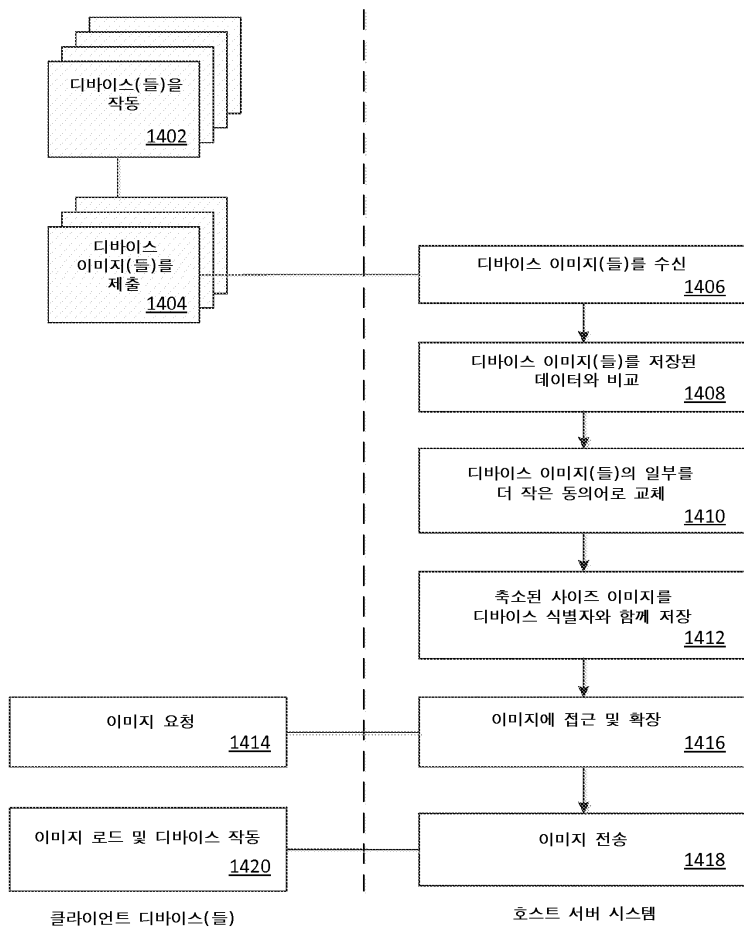 디바이스(들)을
작동
1402
디바이스
이미지(들)를
제출
1404
디바이스 이미지(들)를 수신
1406
디바이스 이미지(들)를 저장된
데이터와 비교
1408
디바이스 이미지(들)의 일부를
더 작은 동의어로 교체
1410
축소된 사이즈 이미지를
디바이스 식별자와 함께 저장
1412
이미지 요청
1414
이미지에 접근 및 확장
1416
이미지 로드 및 디바이스 작동
1420
이미지 전송
1418
클라이언트 디바이스(들)
호스트 서버 시스템